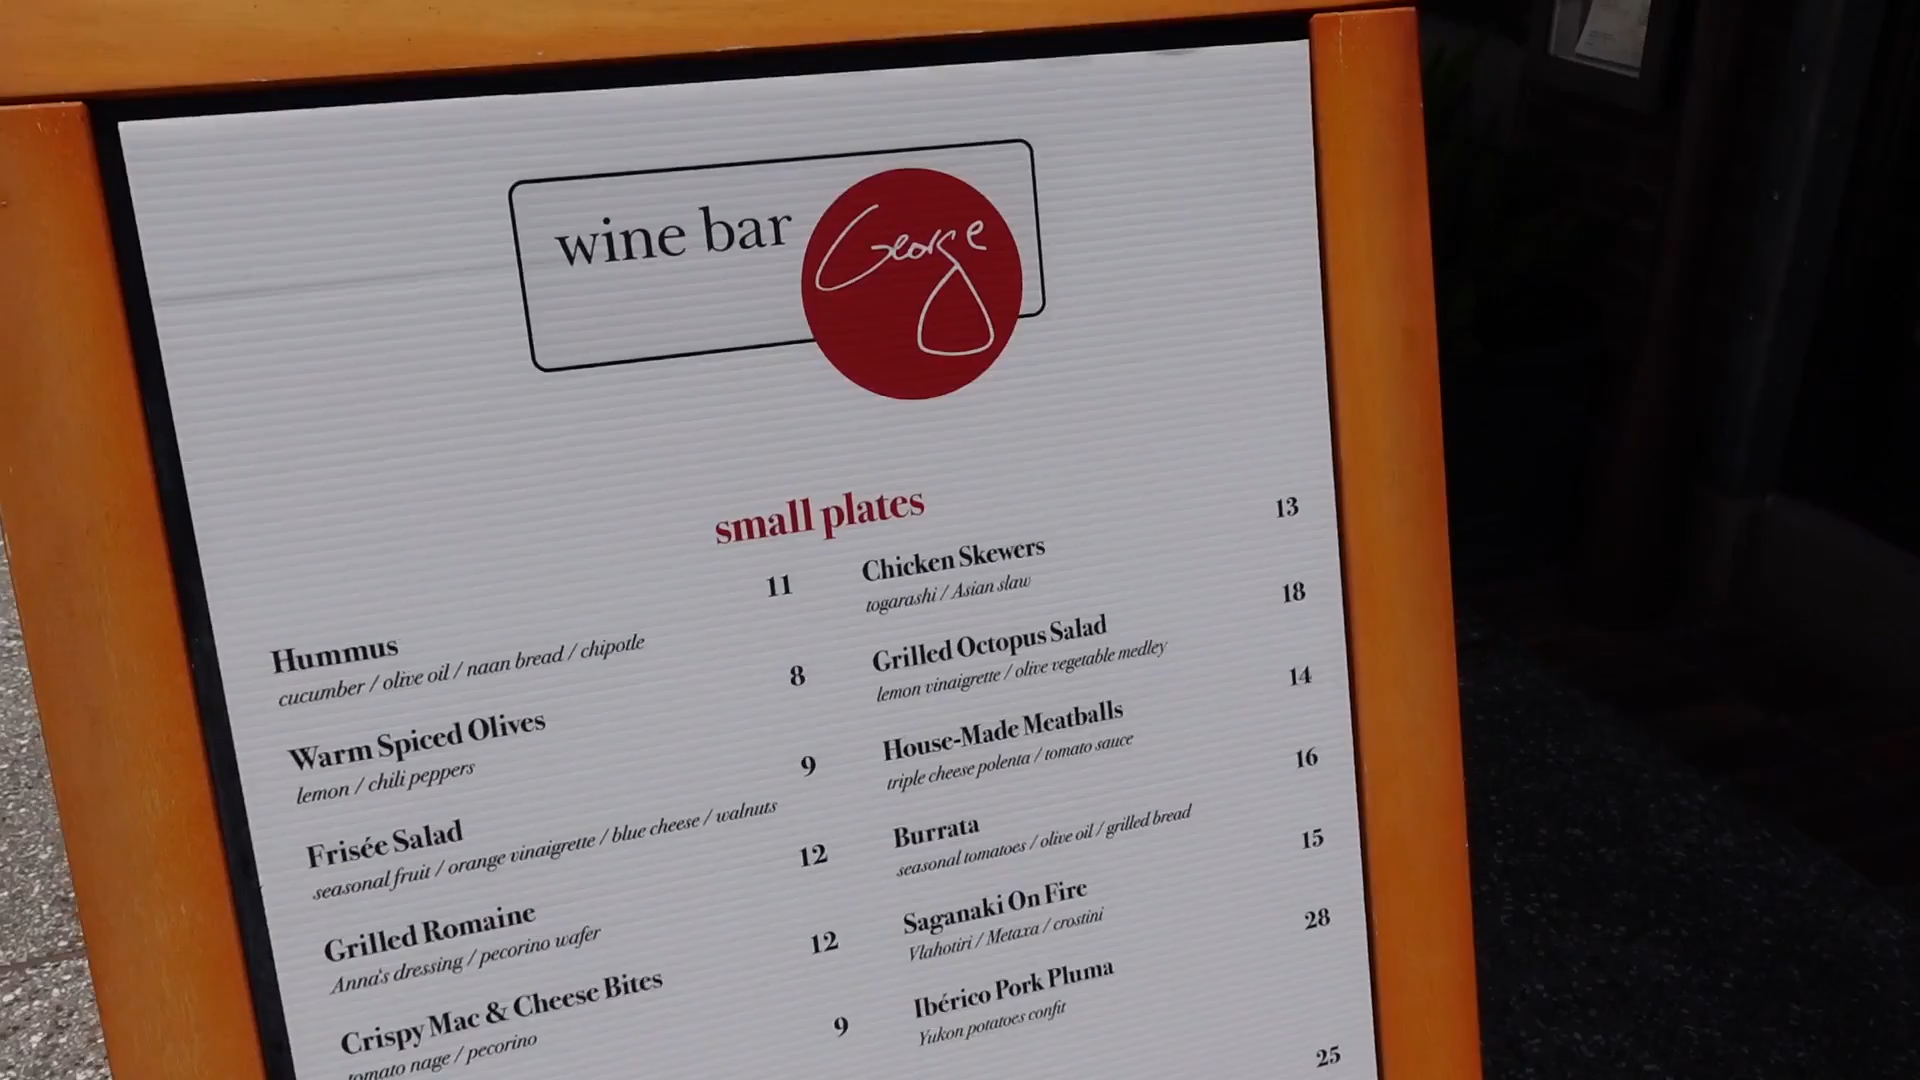 wine bar George
small plates
Hummus 11
cucumber / olive oil / naan bread / chipotle
Warm Spiced Olives 8
lemon / chili peppers
Frisée Salad 9
seasonal fruit / orange vinaigrette / blue cheese / walnuts
Grilled Romaine 12
Anna's dressing / pecorino wafer
Crispy Mac & Cheese Bites 12
tomato nage / pecorino
9
Chicken Skewers 13
togarashi / Asian slaw
Grilled Octopus Salad 18
lemon vinaigrette / olive vegetable medley
House-Made Meatballs 14
triple cheese polenta / tomato sauce
Burrata 16
seasonal tomatoes / olive oil / grilled bread
Saganaki On Fire 15
Vlahotiri / Metaxa / crostini
Ibérico Pork Pluma 28
Yukon potatoes confit
25